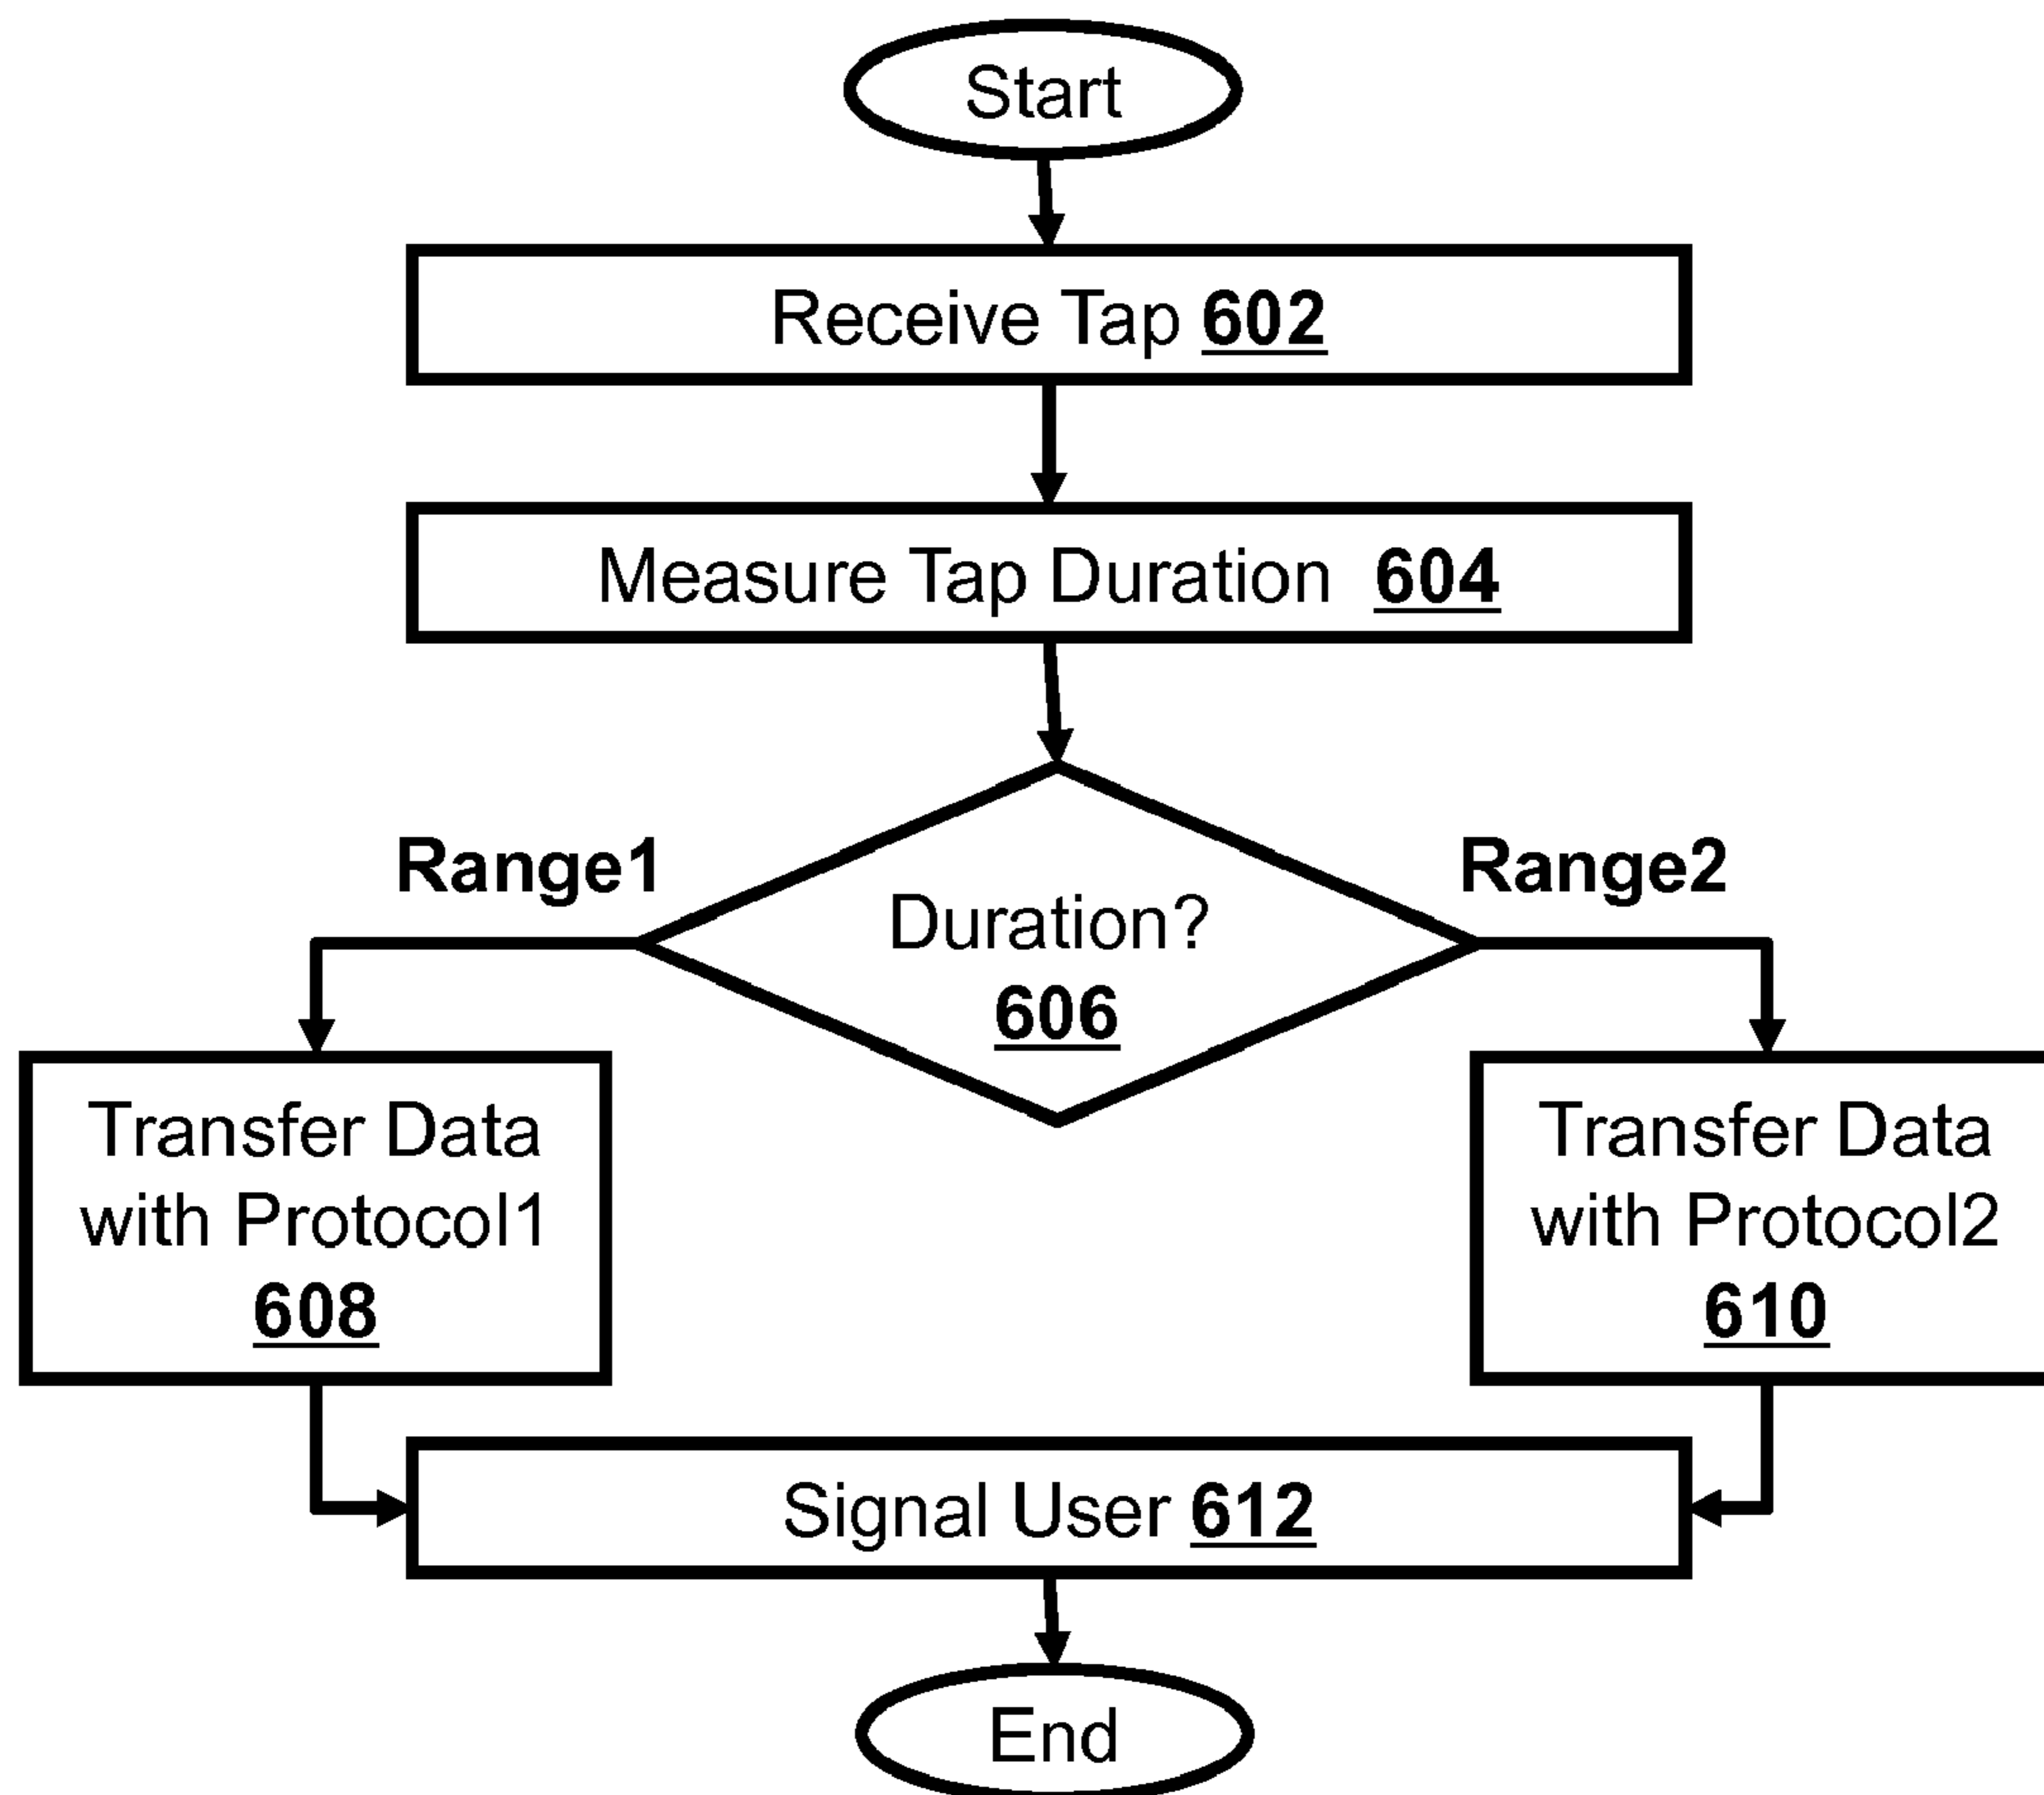 Start
Receive Tap 602
Measure Tap Duration 604
Range1
Range2
Duration?
606
Transfer Data
with Protocol1
608
Transfer Data
with Protocol2
610
Signal User 612
End